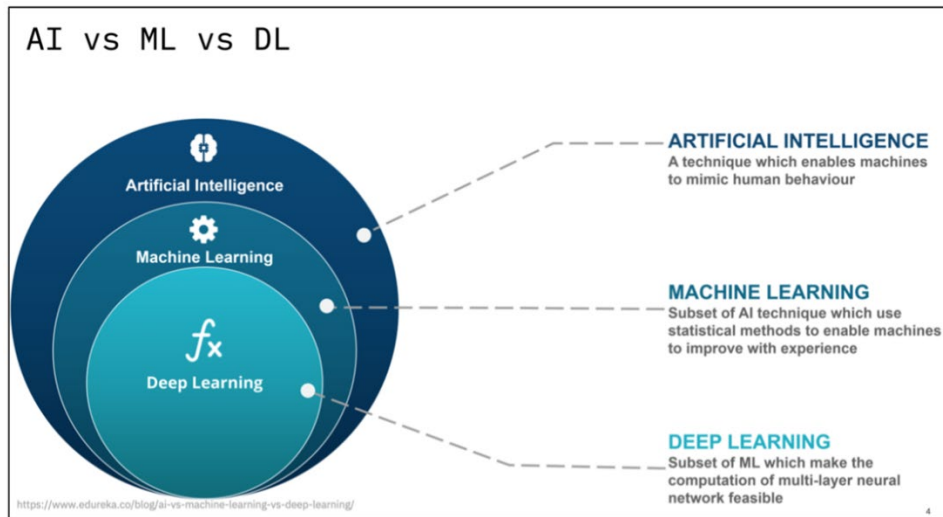 AI vs ML vs DL
Artificial Intelligence
Machine Learning
fx
Deep Learning
ARTIFICIAL INTELLIGENCE
A technique which enables machines
to mimic human behaviour
MACHINE LEARNING
Subset of AI technique which use
statistical methods to enable machines
to improve with experience
DEEP LEARNING
Subset of ML which make the
computation of multi-layer neural
network feasible
https://www.edureka.co/blog/ai-vs-machine-learning-vs-deep-learning/
4